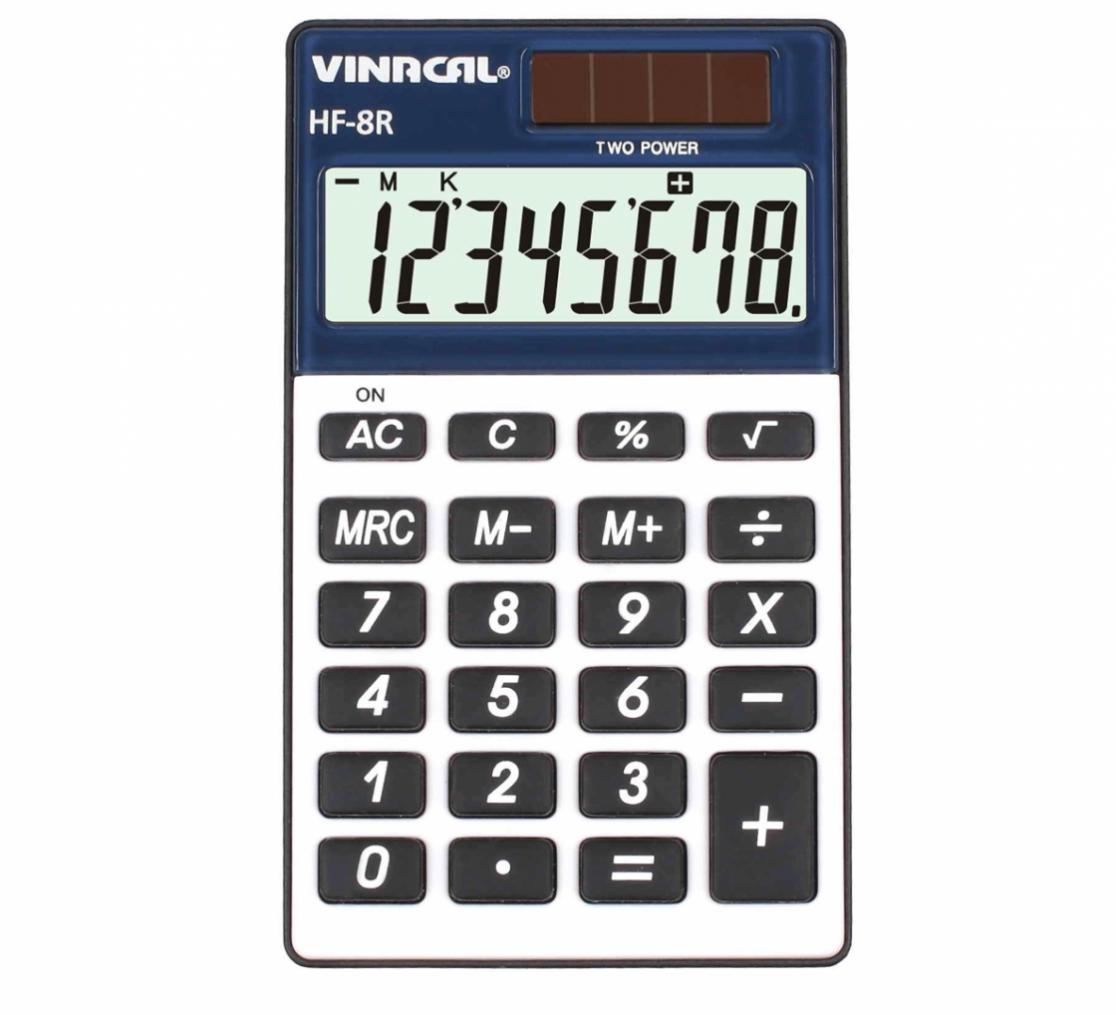 VINACAL®
HF-8R
TWO POWER
− M K +
12'345'678.
ON
AC C % √
MRC M− M+ ÷
7 8 9 X
4 5 6 −
1 2 3 +
0 . =